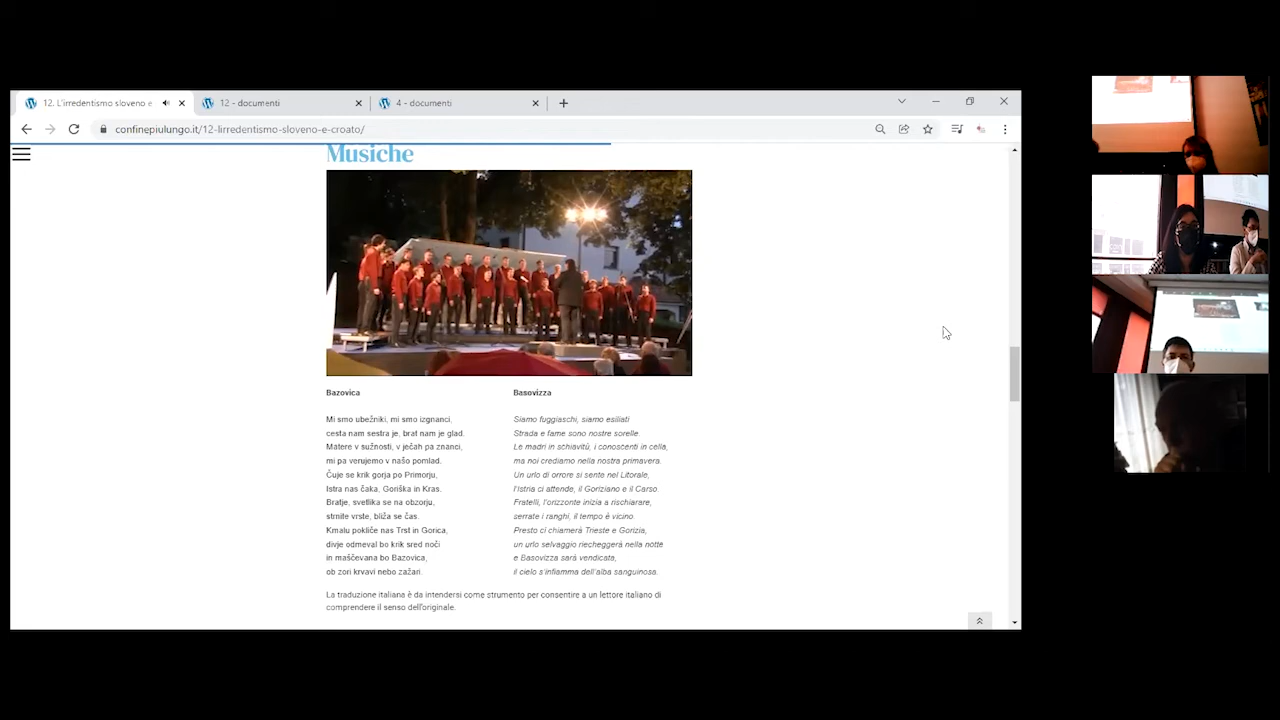 12. L'irredentismo sloveno e
12 - documenti
4 - documenti
confinepiulungo.it/12-lirredentismo-sloveno-e-croato/
Musiche
Bazovica
Mi smo ubežniki, mi smo izgnanci,
cesta nam sestra je, brat nam je glad.
Matere v sužnosti, v ječah pa znanci,
mi pa verujemo v našo pomlad.
Čuje se krik gorja po Primorju,
Istra nas čaka, Goriška in Kras.
Bratje, svetlika se na obzorju,
strnite vrste, bliža se čas.
Kmalu pokliče nas Trst in Gorica,
divje odmeval bo krik sred noči
in maščevana bo Bazovica,
ob zori krvavi nebo zažari.
Basovizza
Siamo fuggiaschi, siamo esiliati
Strada e fame sono nostre sorelle.
Le madri in schiavitù, i conoscenti in cella,
ma noi crediamo nella nostra primavera.
Un urlo di orrore si sente nel Litorale,
l'Istria ci attende, il Goriziano e il Carso.
Fratelli, l'orizzonte inizia a rischiarare,
serrate i ranghi, il tempo è vicino.
Presto ci chiamerà Trieste e Gorizia,
un urlo selvaggio riecheggerà nella notte
e Basovizza sarà vendicata,
il cielo s'infiamma dell'alba sanguinosa.
La traduzione italiana è da intendersi come strumento per consentire a un lettore italiano di
comprendere il senso dell'originale.